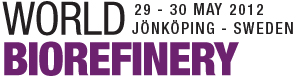 WORLD 29 - 30 MAY 2012
JÖNKÖPING - SWEDEN
BIOREFINERY